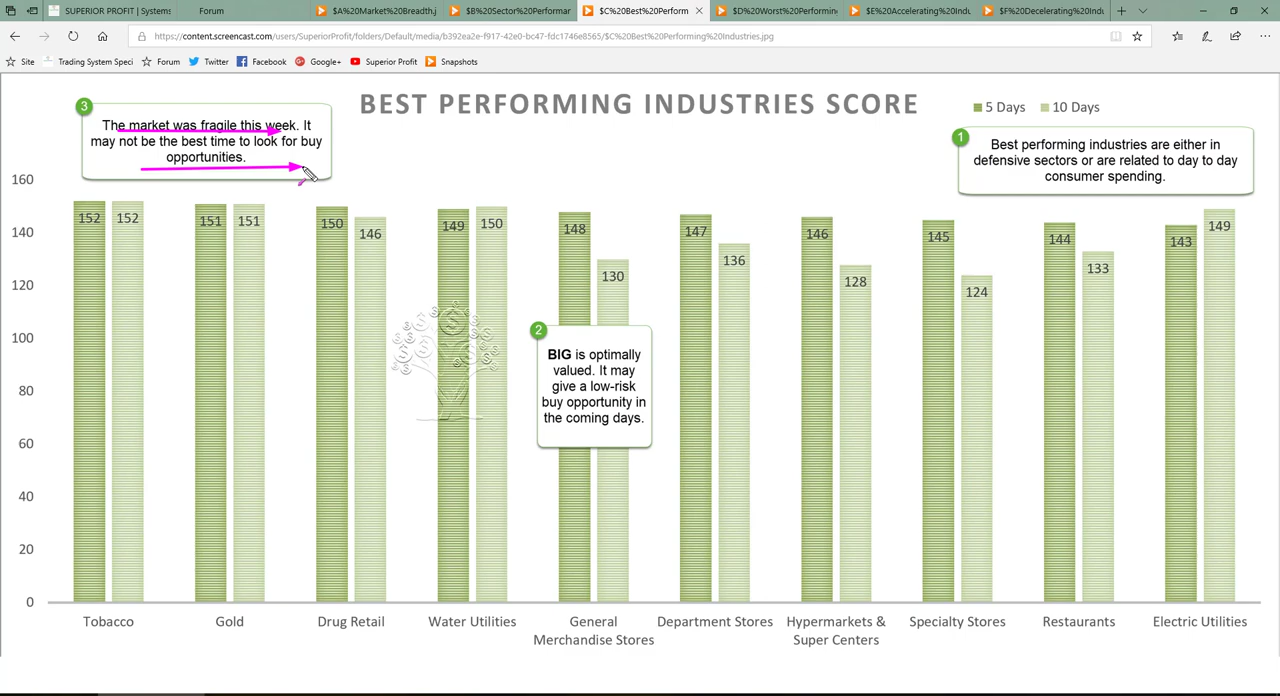 SUPERIOR PROFIT | Systems
Forum
$A%20Market%20Breadth.j
$B%20Sector%20Performar
$C%20Best%20Perform
$D%20Worst%20Performing
$E%20Accelerating%20Indu
$F%20Decelerating%20Indu
https://content.screencast.com/users/SuperiorProfit/folders/Default/media/b392ea2e-f917-42e0-bc47-fdc1746e8565/$C%20Best%20Performing%20Industries.jpg
Site
Trading System Speci
Forum
Twitter
Facebook
Google+
Superior Profit
Snapshots
BEST PERFORMING INDUSTRIES SCORE
5 Days
10 Days
3
The market was fragile this week. It
may not be the best time to look for buy
opportunities.
1
Best performing industries are either in
defensive sectors or are related to day to day
consumer spending.
160
140
120
100
80
60
40
20
0
152 152
151 151
150 146
149 150
148 130
147 136
146 128
145 124
144 133
143 149
2
BIG is optimally
valued. It may
give a low-risk
buy opportunity in
the coming days.
Tobacco
Gold
Drug Retail
Water Utilities
General
Merchandise Stores
Department Stores
Hypermarkets &
Super Centers
Specialty Stores
Restaurants
Electric Utilities